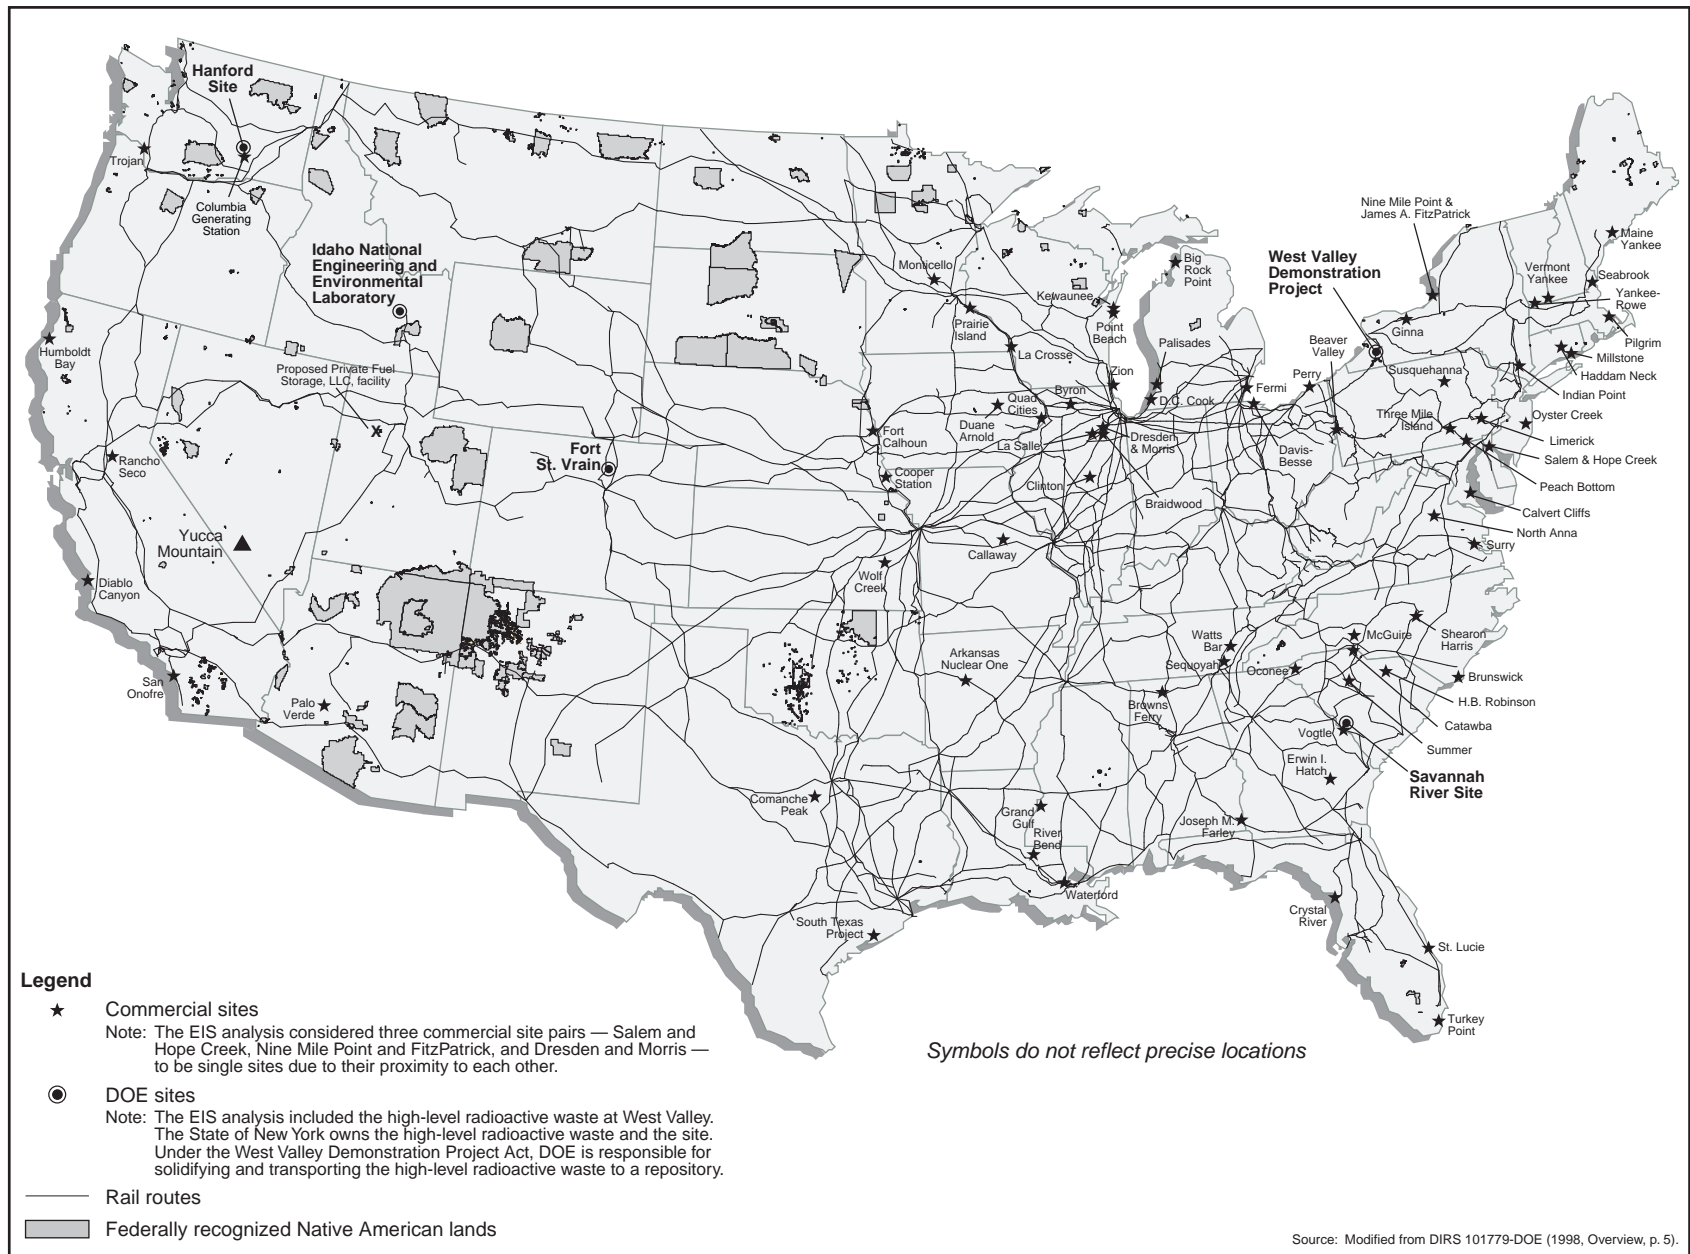 Hanford
Site
Trojan
Columbia
Generating
Station
Idaho National
Engineering and
Environmental
Laboratory
Humboldt
Bay
Proposed Private Fuel
Storage, LLC, facility
X
Rancho
Seco
Fort
St. Vrain
Yucca
Mountain
Diablo
Canyon
San
Onofre
Palo
Verde
Monticello
Prairie
Island
La Crosse
Kewaunee
Point
Beach
Big
Rock
Point
Palisades
Zion
Byron
D.C. Cook
Quad
Cities
Duane
Arnold
La Salle
Dresden
& Morris
Fort
Calhoun
Cooper
Station
Clinton
Braidwood
Callaway
Wolf
Creek
Arkansas
Nuclear One
Comanche
Peak
South Texas
Project
Grand
Gulf
River
Bend
Waterford
Nine Mile Point &
James A. FitzPatrick
West Valley
Demonstration
Project
Maine
Yankee
Vermont
Yankee
Seabrook
Yankee-
Rowe
Ginna
Pilgrim
Millstone
Haddam Neck
Indian Point
Beaver
Valley
Perry
Fermi
Susquehanna
Three Mile
Island
Davis-
Besse
Oyster Creek
Limerick
Salem & Hope Creek
Peach Bottom
Calvert Cliffs
North Anna
Surry
Watts
Bar
Sequoyah
Oconee
McGuire
Shearon
Harris
Brunswick
H.B. Robinson
Catawba
Summer
Browns
Ferry
Vogtle
Savannah
River Site
Erwin I.
Hatch
Joseph M.
Farley
Crystal
River
St. Lucie
Turkey
Point
Symbols do not reflect precise locations
Legend
Commercial sites
Note: The EIS analysis considered three commercial site pairs — Salem and
Hope Creek, Nine Mile Point and FitzPatrick, and Dresden and Morris —
to be single sites due to their proximity to each other.
DOE sites
Note: The EIS analysis included the high-level radioactive waste at West Valley.
The State of New York owns the high-level radioactive waste and the site.
Under the West Valley Demonstration Project Act, DOE is responsible for
solidifying and transporting the high-level radioactive waste to a repository.
Rail routes
Federally recognized Native American lands
Source: Modified from DIRS 101779-DOE (1998, Overview, p. 5).